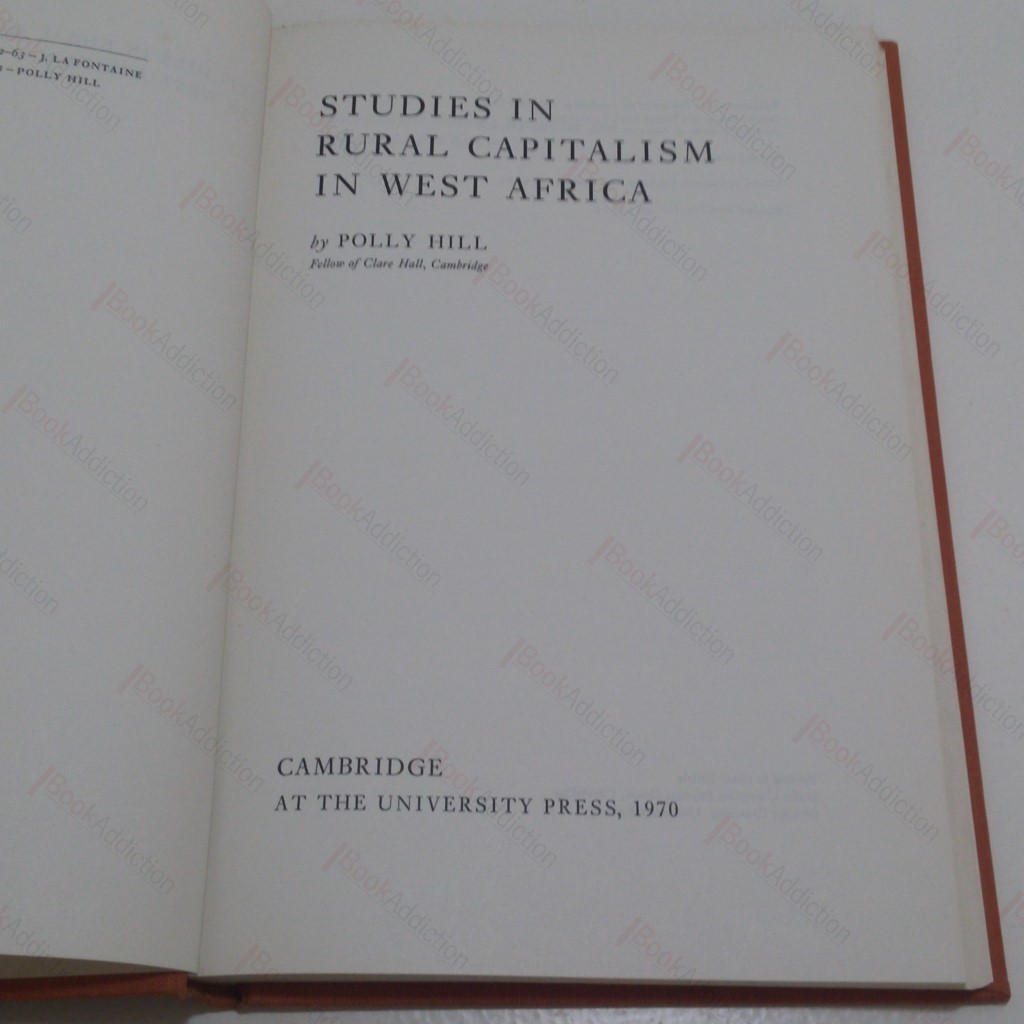 J. LA FONTAINE
POLLY HILL
STUDIES IN
RURAL CAPITALISM
IN WEST AFRICA
by POLLY HILL
Fellow of Clare Hall, Cambridge
CAMBRIDGE
AT THE UNIVERSITY PRESS, 1970
BookAddiction